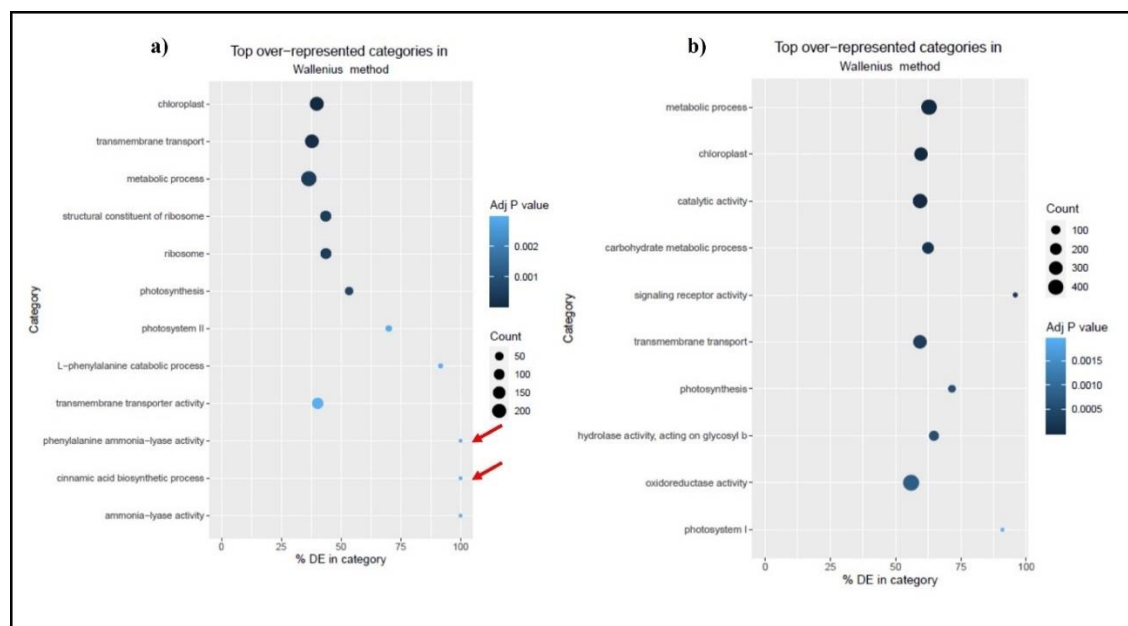 a)
Top over-represented categories in
Wallenius method
Category
chloroplast
transmembrane transport
metabolic process
structural constituent of ribosome
ribosome
photosynthesis
photosystem II
L-phenylalanine catabolic process
transmembrane transporter activity
phenylalanine ammonia-lyase activity
cinnamic acid biosynthetic process
ammonia-lyase activity
0 25 50 75 100
% DE in category
Adj P value
0.002
0.001
Count
50
100
150
200
b)
Top over-represented categories in
Wallenius method
Category
metabolic process
chloroplast
catalytic activity
carbohydrate metabolic process
signaling receptor activity
transmembrane transport
photosynthesis
hydrolase activity, acting on glycosyl b
oxidoreductase activity
photosystem I
0 25 50 75 100
% DE in category
Count
100
200
300
400
Adj P value
0.0015
0.0010
0.0005